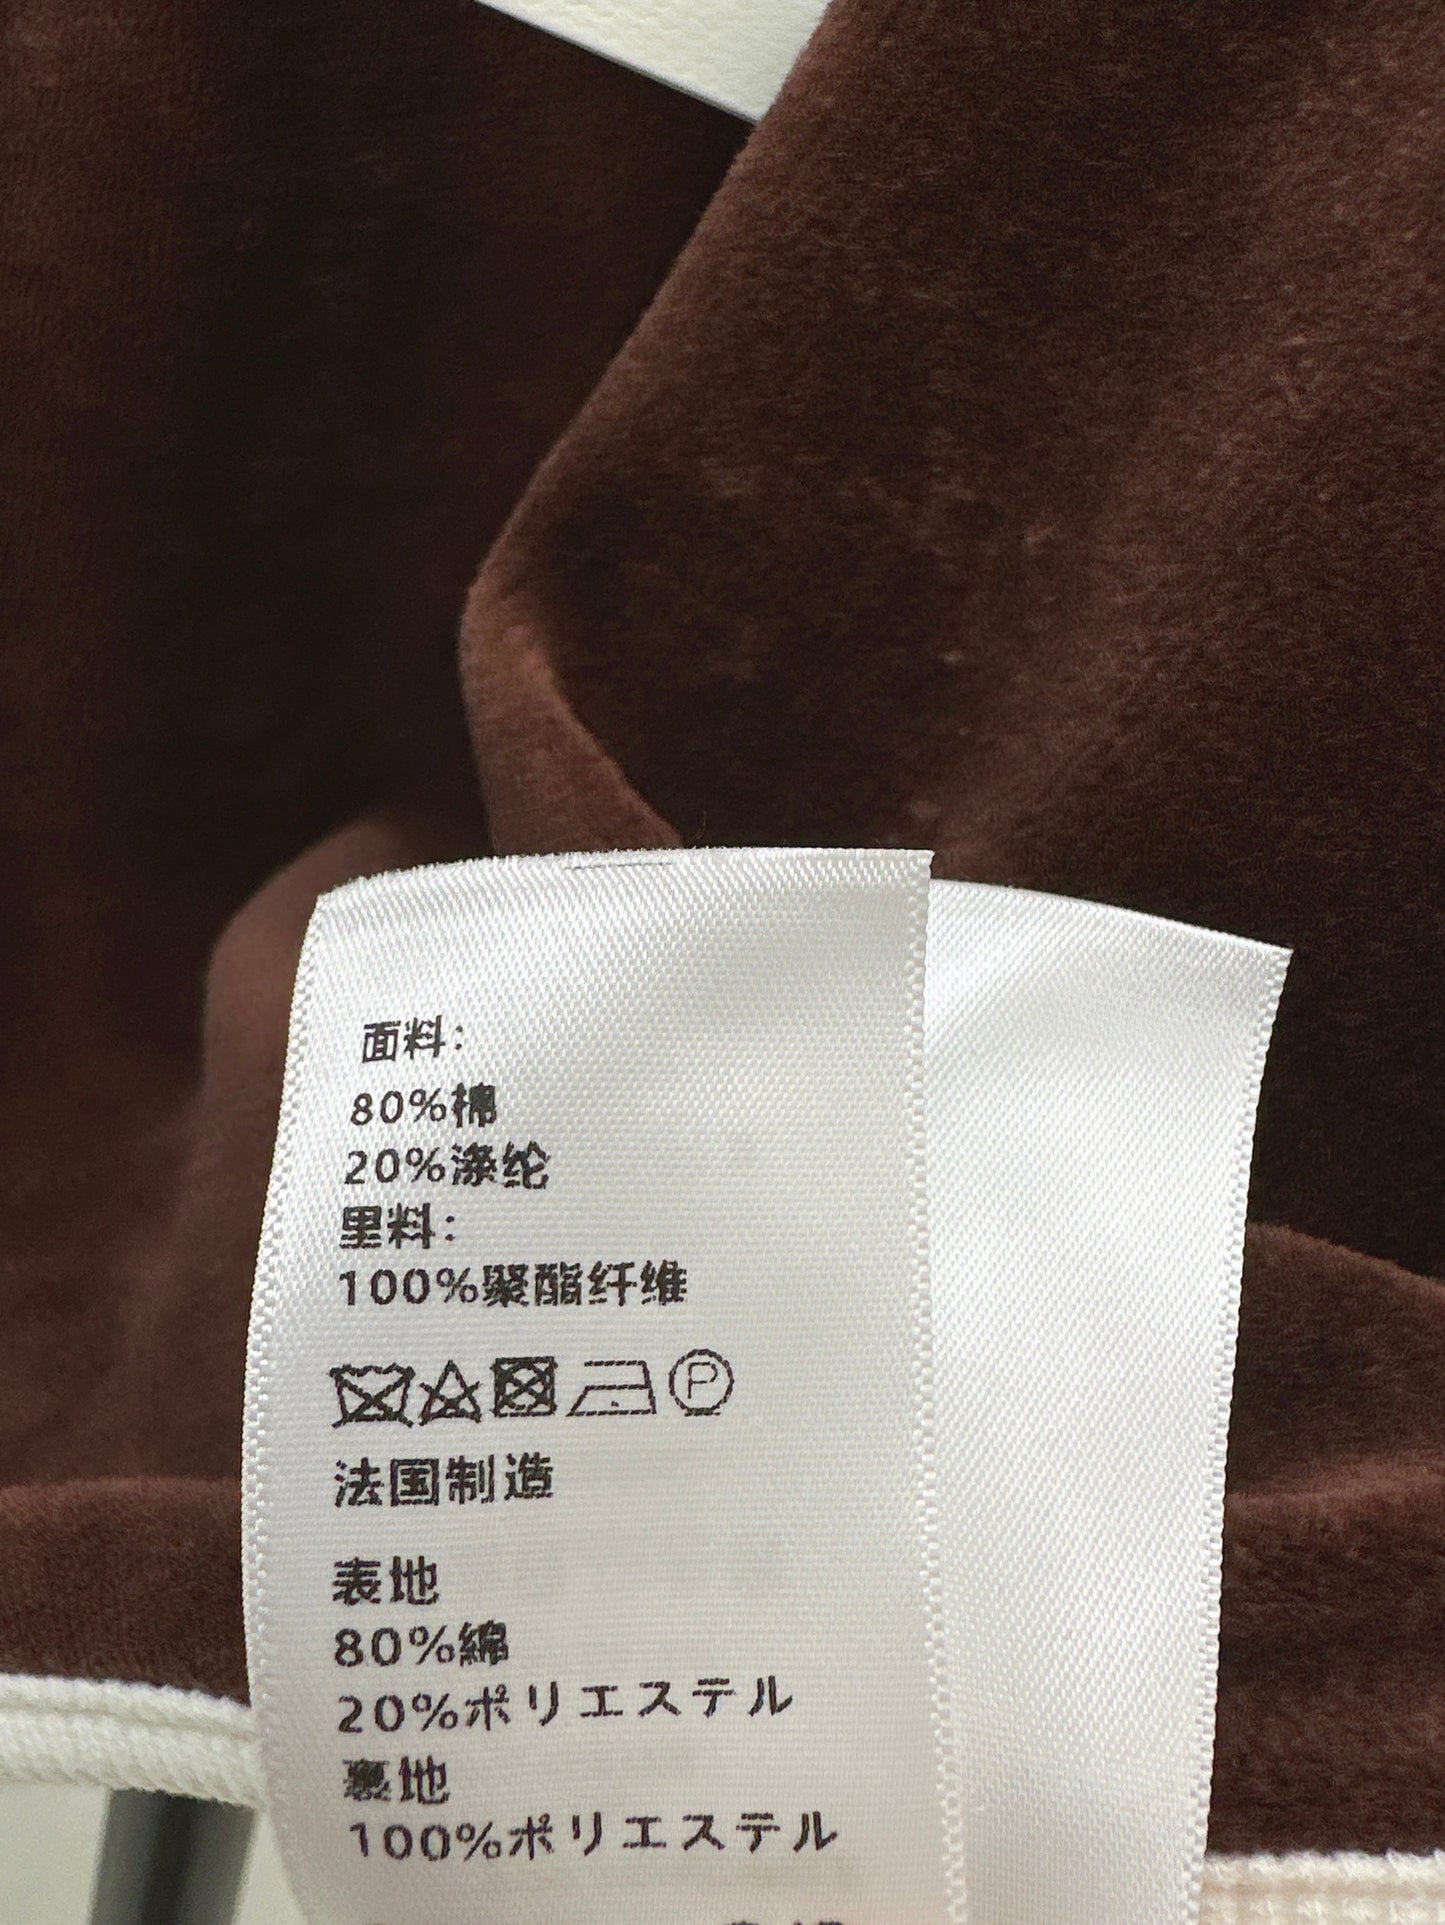 面料:
80%棉
20%涤纶
里料:
100%聚酯纤维
P
法国制造
表地
80%綿
20%ポリエステル
裏地
100%ポリエステル